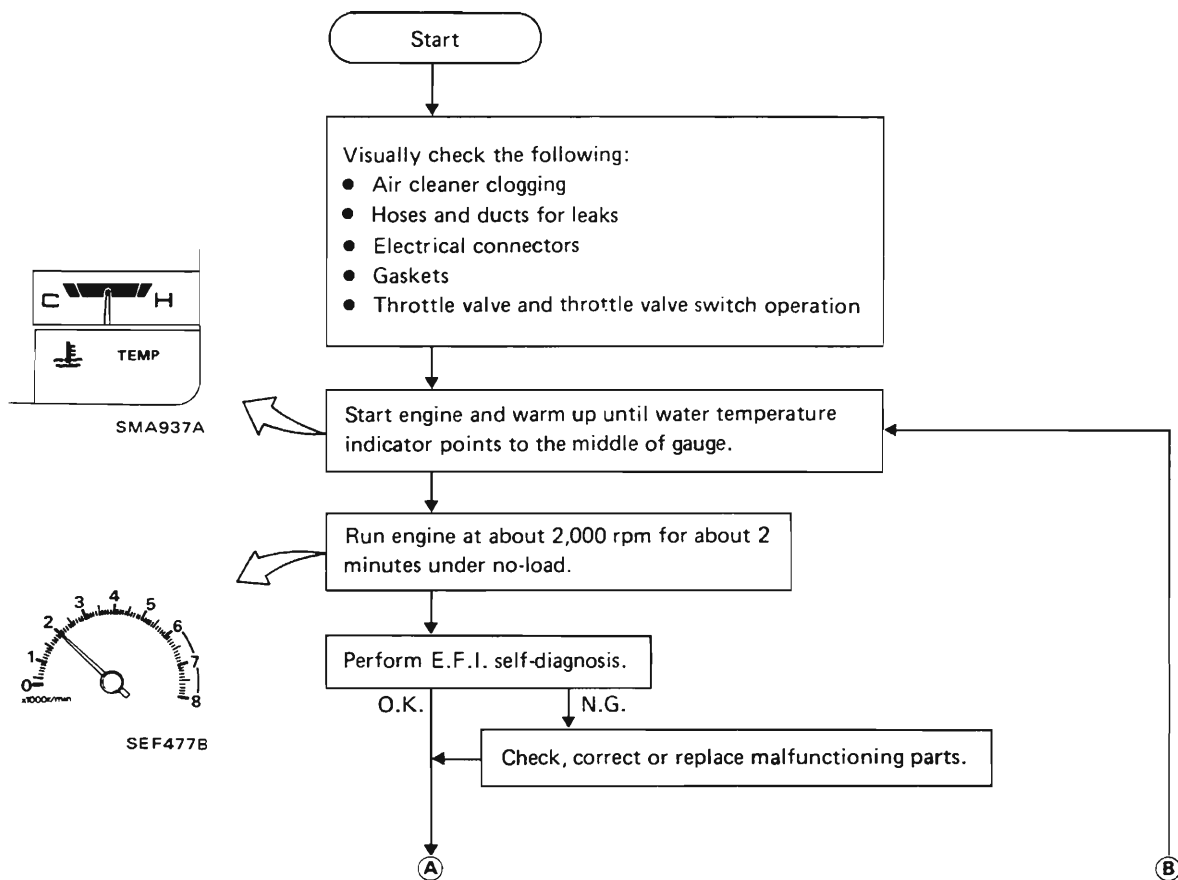 Start
Visually check the following:
● Air cleaner clogging
● Hoses and ducts for leaks
● Electrical connectors
● Gaskets
● Throttle valve and throttle valve switch operation
C H
TEMP
SMA937A
Start engine and warm up until water temperature
indicator points to the middle of gauge.
Run engine at about 2,000 rpm for about 2
minutes under no-load.
0 1 2 3 4 5 6 7 8
x1000r/min
SEF477B
Perform E.F.I. self-diagnosis.
O.K. N.G.
Check, correct or replace malfunctioning parts.
A B